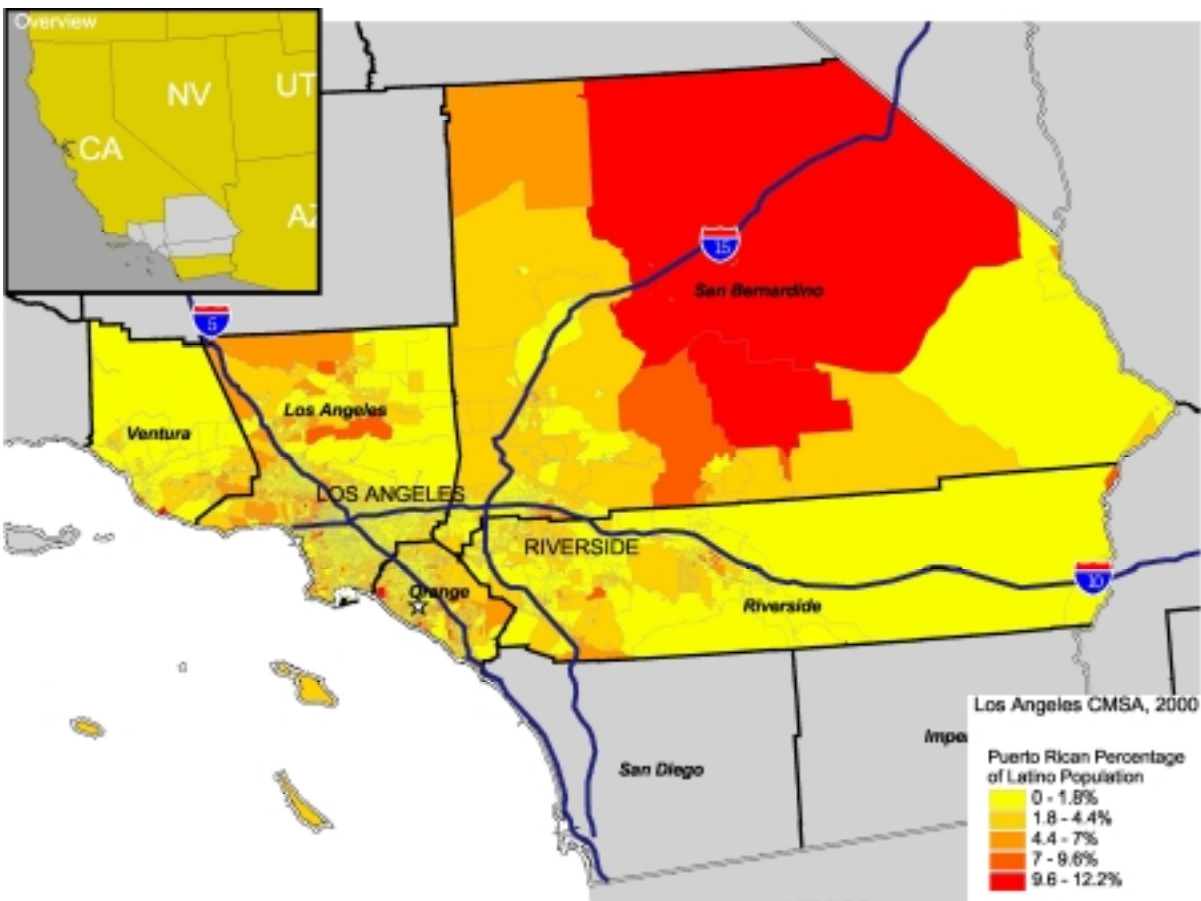 Overview
NV
UT
CA
AZ
15
San Bernardino
5
Los Angeles
Ventura
LOS ANGELES
RIVERSIDE
Orange
10
Riverside
San Diego
Impe
Los Angeles CMSA, 2000
Puerto Rican Percentage
of Latino Population
0 - 1.8%
1.8 - 4.4%
4.4 - 7%
7 - 9.6%
9.6 - 12.2%